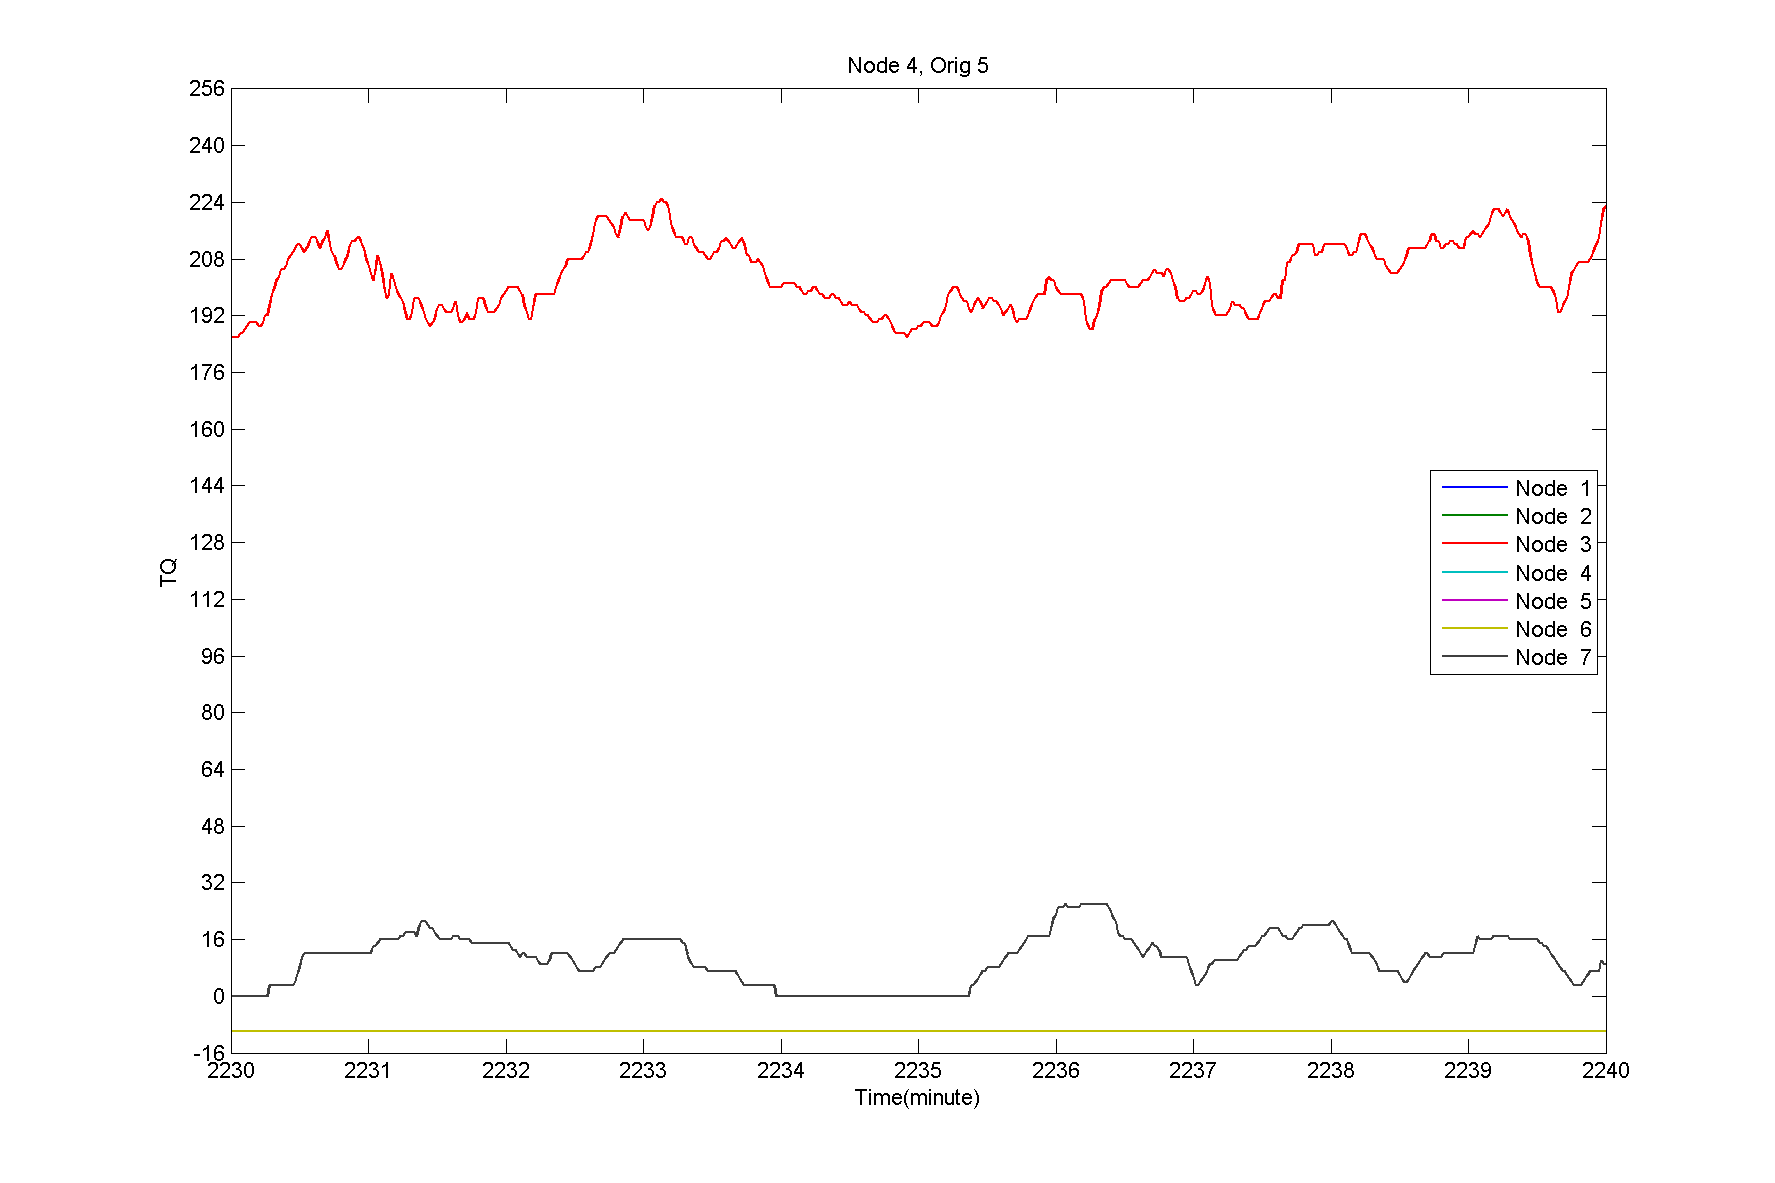 Node 4, Orig 5
256
240
224
208
192
176
160
144
128
112
96
80
64
48
32
16
0
-16
TQ
Node 1
Node 2
Node 3
Node 4
Node 5
Node 6
Node 7
2230 2231 2232 2233 2234 2235 2236 2237 2238 2239 2240
Time(minute)